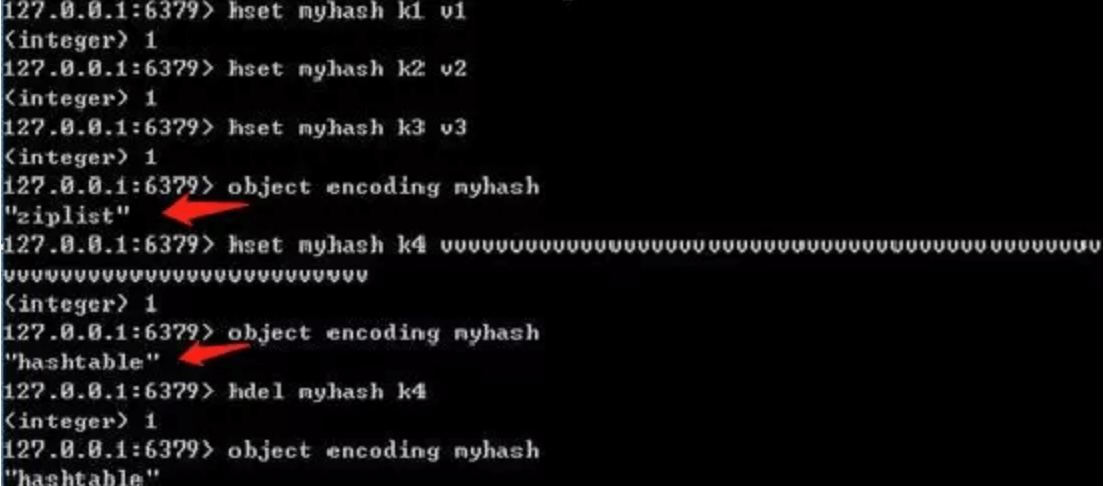 127.0.0.1:6379> hset myhash k1 v1
(integer) 1
127.0.0.1:6379> hset myhash k2 v2
(integer) 1
127.0.0.1:6379> hset myhash k3 v3
(integer) 1
127.0.0.1:6379> object encoding myhash
"ziplist"
127.0.0.1:6379> hset myhash k4 vvvvvvvvvvvvvvvvvvvvvvvvvvvvvvvvvvvvvvvvvvvvvvv
vvvvvvvvvvvvvvvvvvvvvvvvvv
(integer) 1
127.0.0.1:6379> object encoding myhash
"hashtable"
127.0.0.1:6379> hdel myhash k4
(integer) 1
127.0.0.1:6379> object encoding myhash
"hashtable"